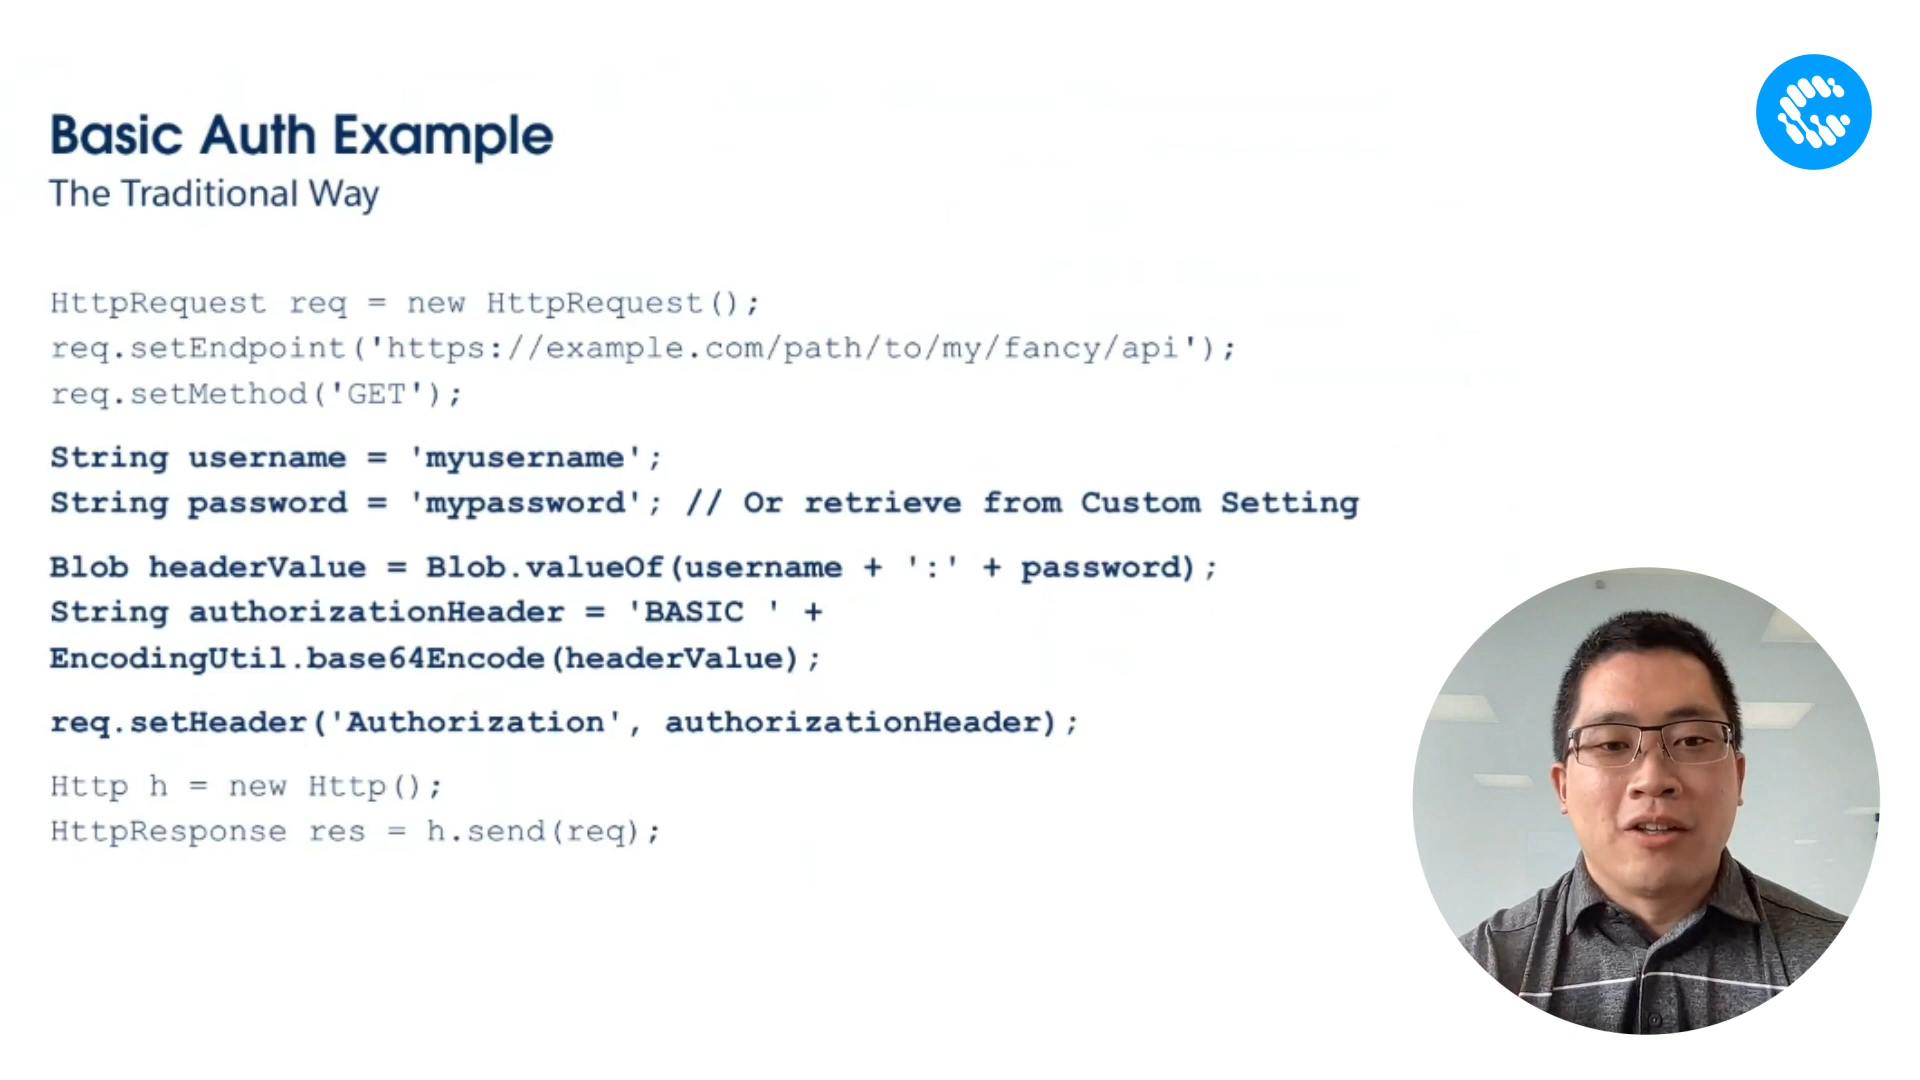 Basic Auth Example
The Traditional Way
HttpRequest req = new HttpRequest();
req.setEndpoint('https://example.com/path/to/my/fancy/api');
req.setMethod('GET');
String username = 'myusername';
String password = 'mypassword'; // Or retrieve from Custom Setting
Blob headerValue = Blob.valueOf(username + ':' + password);
String authorizationHeader = 'BASIC ' +
EncodingUtil.base64Encode(headerValue);
req.setHeader('Authorization', authorizationHeader);
Http h = new Http();
HttpResponse res = h.send(req);